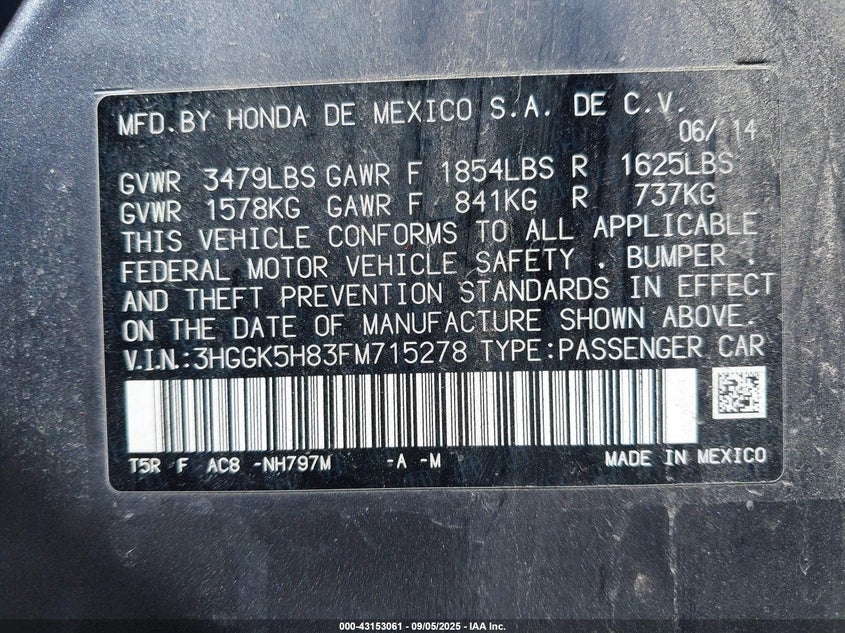 MFD.BY HONDA DE MEXICO S.A. DE C.V.
06/14
GVWR 3479LBS GAWR F 1854LBS R 1625LBS
GVWR 1578KG GAWR F 841KG R 737KG
THIS VEHICLE CONFORMS TO ALL APPLICABLE
FEDERAL MOTOR VEHICLE SAFETY . BUMPER .
AND THEFT PREVENTION STANDARDS IN EFFECT
ON THE DATE OF MANUFACTURE SHOWN ABOVE.
V.I.N.:3HGGK5H83FM715278 TYPE:PASSENGER CAR
T5R F AC8 -NH797M -A -M MADE IN MEXICO
000-43153061 - 09/05/2025 - IAA Inc.